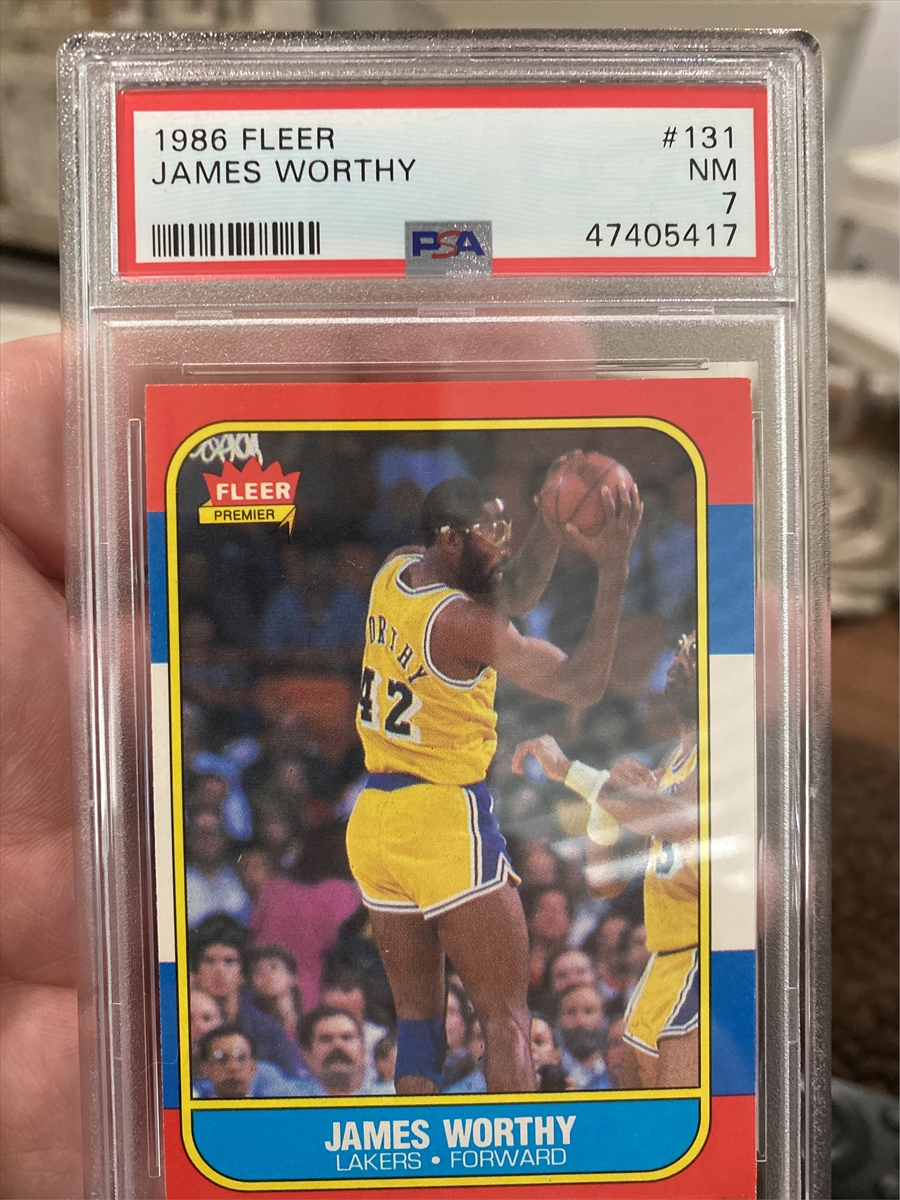 1986 FLEER #131
JAMES WORTHY NM
7
47405417
PSA
FLEER
PREMIER
ORTHY
42
JAMES WORTHY
LAKERS • FORWARD